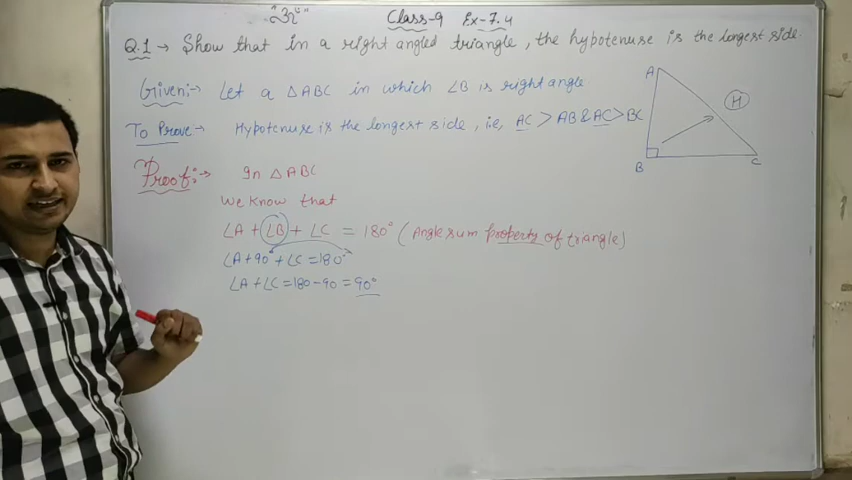 Class-9 Ex-7.4
Q.1 → Show that in a right angled triangle, the hypotenuse is the longest side.
Given:- Let a △ABC in which ∠B is right angle
To Prove → Hypotenuse is the longest side, i.e, AC > AB & AC > BC
Proof:→ In △ABC
We know that
∠A + ∠B + ∠C = 180° (Angle sum property of triangle)
∠A + 90° + ∠C = 180°
∠A + ∠C = 180 - 90 = 90°
A
H
B
C